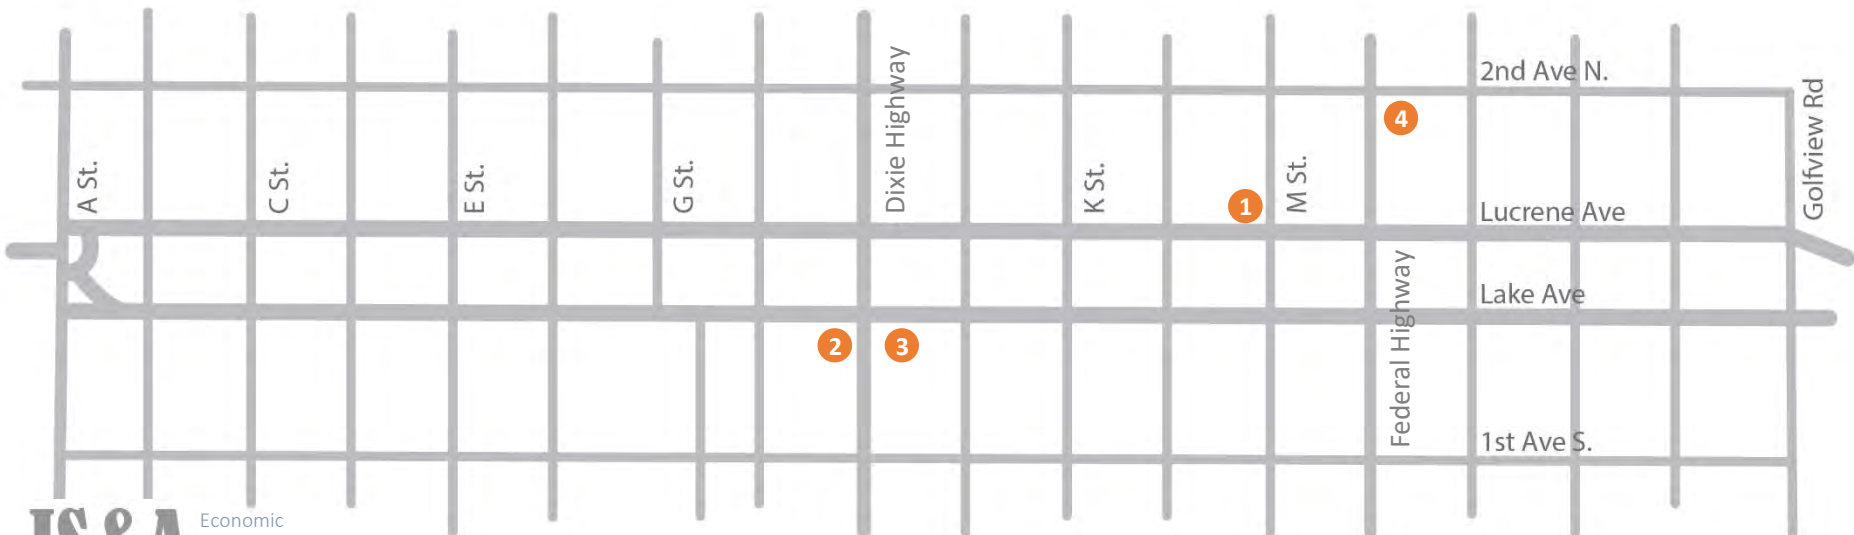 2nd Ave N.
4
A St.
C St.
E St.
G St.
Dixie Highway
K St.
1
M St.
Golfview Rd
Lucrene Ave
Federal Highway
Lake Ave
2
3
1st Ave S.
Economic